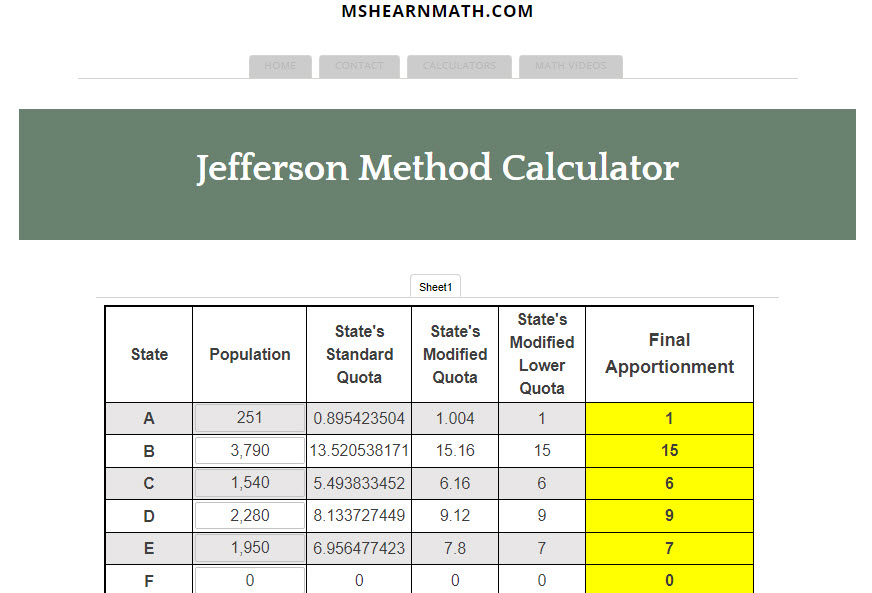 MSHEARNMATH.COM
HOME CONTACT CALCULATORS MATH VIDEOS
Jefferson Method Calculator
Sheet1
State Population State's Standard Quota State's Modified Quota State's Modified Lower Quota Final Apportionment
A 251 0.895423504 1.004 1 1
B 3,790 13.520538171 15.16 15 15
C 1,540 5.493833452 6.16 6 6
D 2,280 8.133727449 9.12 9 9
E 1,950 6.956477423 7.8 7 7
F 0 0 0 0 0